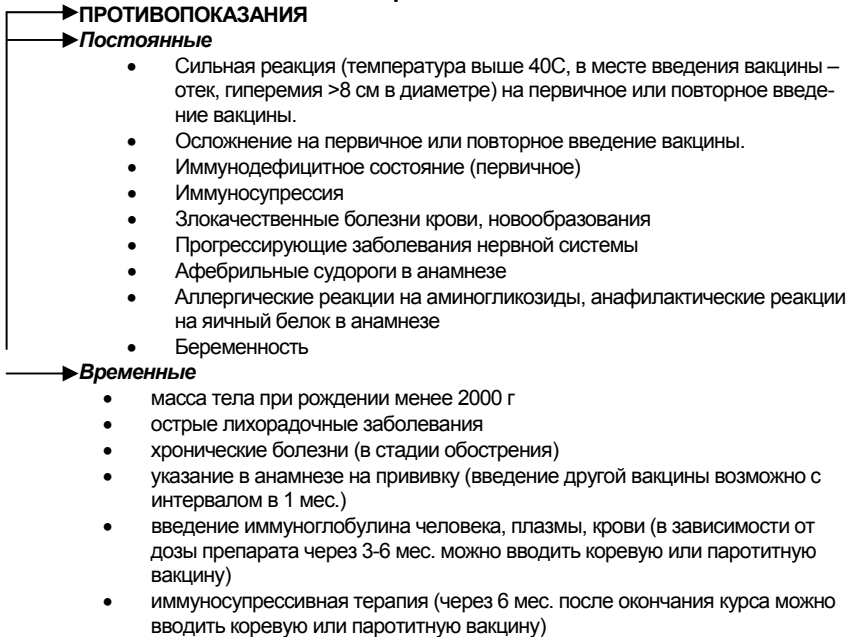 ПРОТИВОПОКАЗАНИЯ
Постоянные
• Сильная реакция (температура выше 40С, в месте введения вакцины –
отек, гиперемия >8 см в диаметре) на первичное или повторное введе-
ние вакцины.
• Осложнение на первичное или повторное введение вакцины.
• Иммунодефицитное состояние (первичное)
• Иммуносупрессия
• Злокачественные болезни крови, новообразования
• Прогрессирующие заболевания нервной системы
• Афебрильные судороги в анамнезе
• Аллергические реакции на аминогликозиды, анафилактические реакции
на яичный белок в анамнезе
• Беременность
Временные
• масса тела при рождении менее 2000 г
• острые лихорадочные заболевания
• хронические болезни (в стадии обострения)
• указание в анамнезе на прививку (введение другой вакцины возможно с
интервалом в 1 мес.)
• введение иммуноглобулина человека, плазмы, крови (в зависимости от
дозы препарата через 3-6 мес. можно вводить коревую или паротитную
вакцину)
• иммуносупрессивная терапия (через 6 мес. после окончания курса можно
вводить коревую или паротитную вакцину)